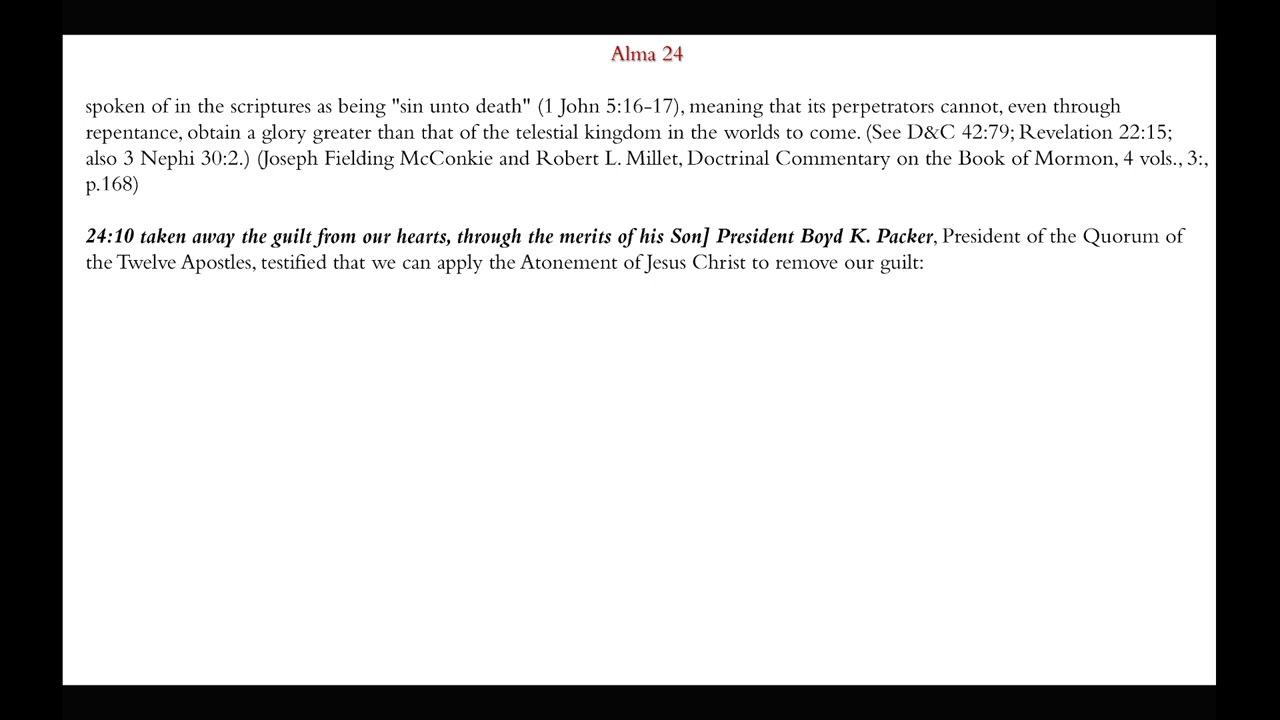 Alma 24
spoken of in the scriptures as being "sin unto death" (1 John 5:16-17), meaning that its perpetrators cannot, even through
repentance, obtain a glory greater than that of the telestial kingdom in the worlds to come. (See D&C 42:79; Revelation 22:15;
also 3 Nephi 30:2.) (Joseph Fielding McConkie and Robert L. Millet, Doctrinal Commentary on the Book of Mormon, 4 vols., 3:,
p.168)
24:10 taken away the guilt from our hearts, through the merits of his Son] President Boyd K. Packer, President of the Quorum of
the Twelve Apostles, testified that we can apply the Atonement of Jesus Christ to remove our guilt: